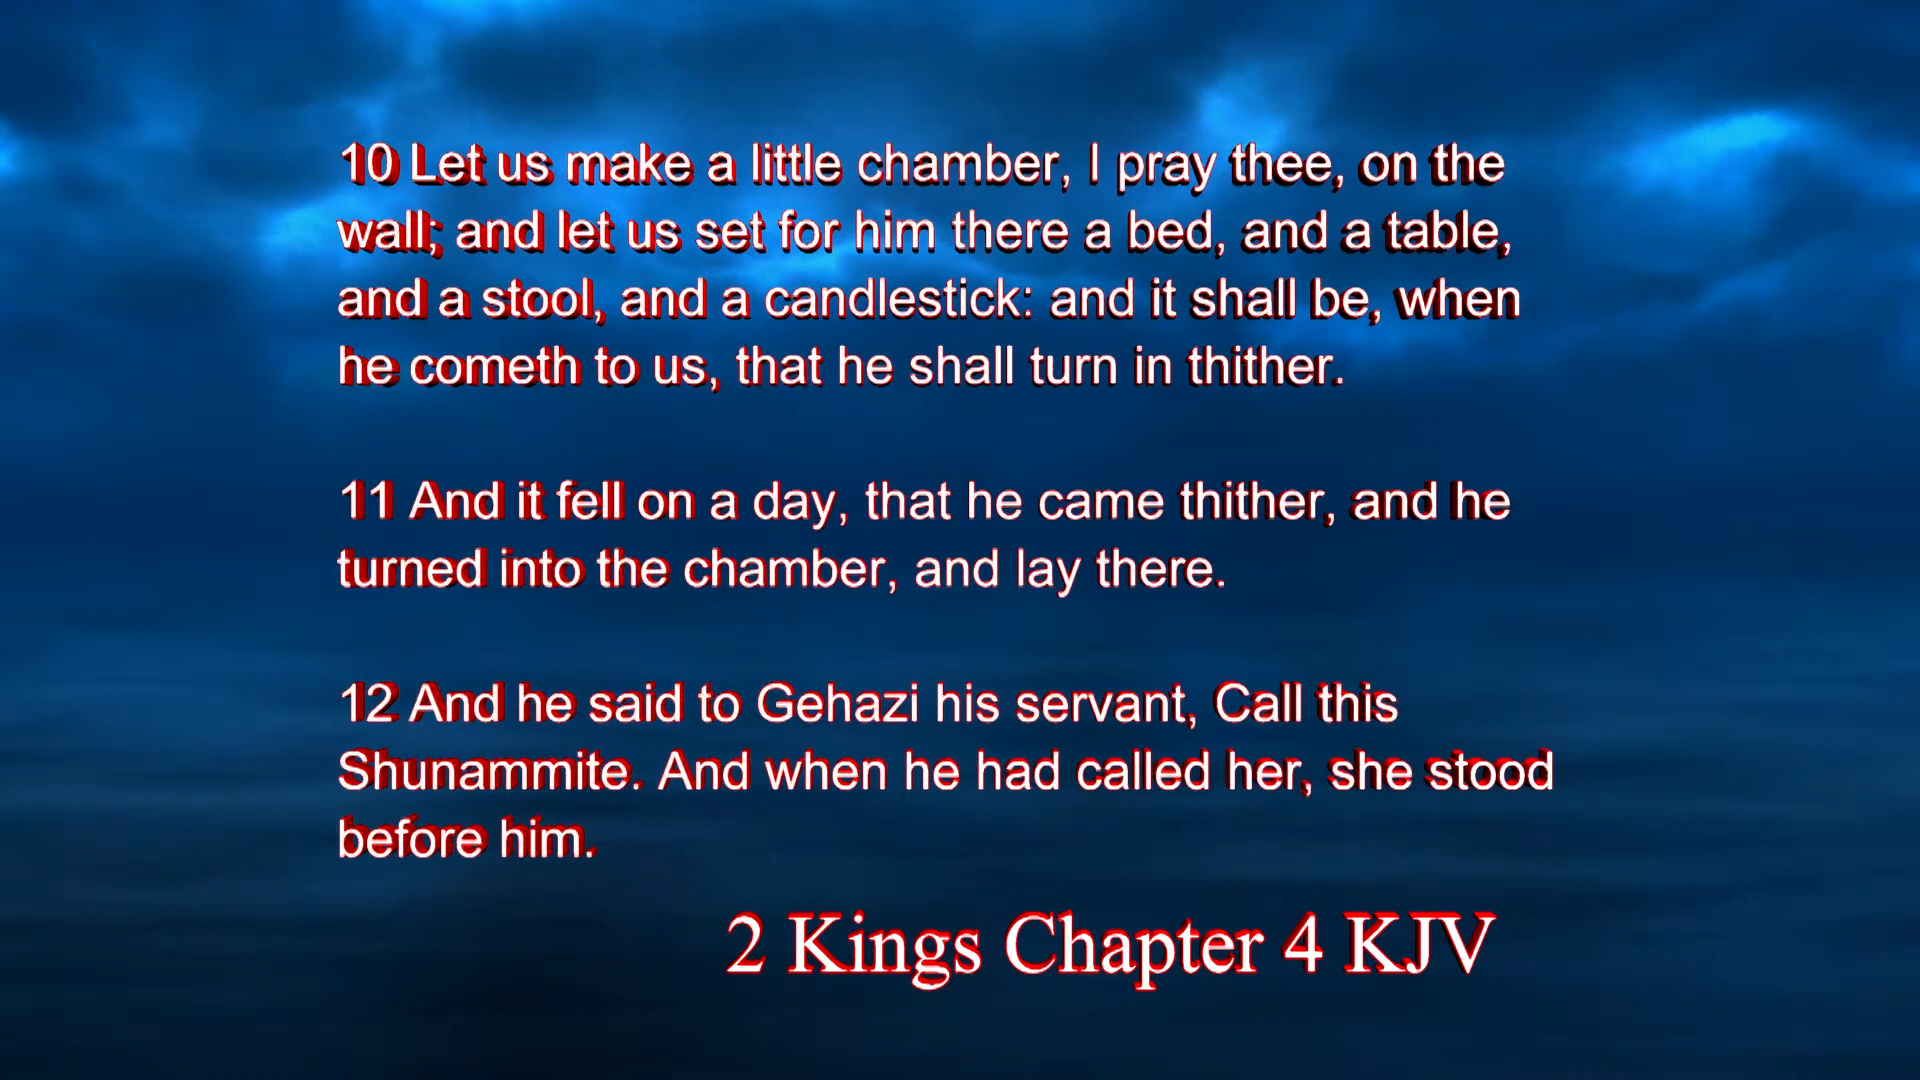 10 Let us make a little chamber, I pray thee, on the
wall; and let us set for him there a bed, and a table,
and a stool, and a candlestick: and it shall be, when
he cometh to us, that he shall turn in thither.
11 And it fell on a day, that he came thither, and he
turned into the chamber, and lay there.
12 And he said to Gehazi his servant, Call this
Shunammite. And when he had called her, she stood
before him.
2 Kings Chapter 4 KJV